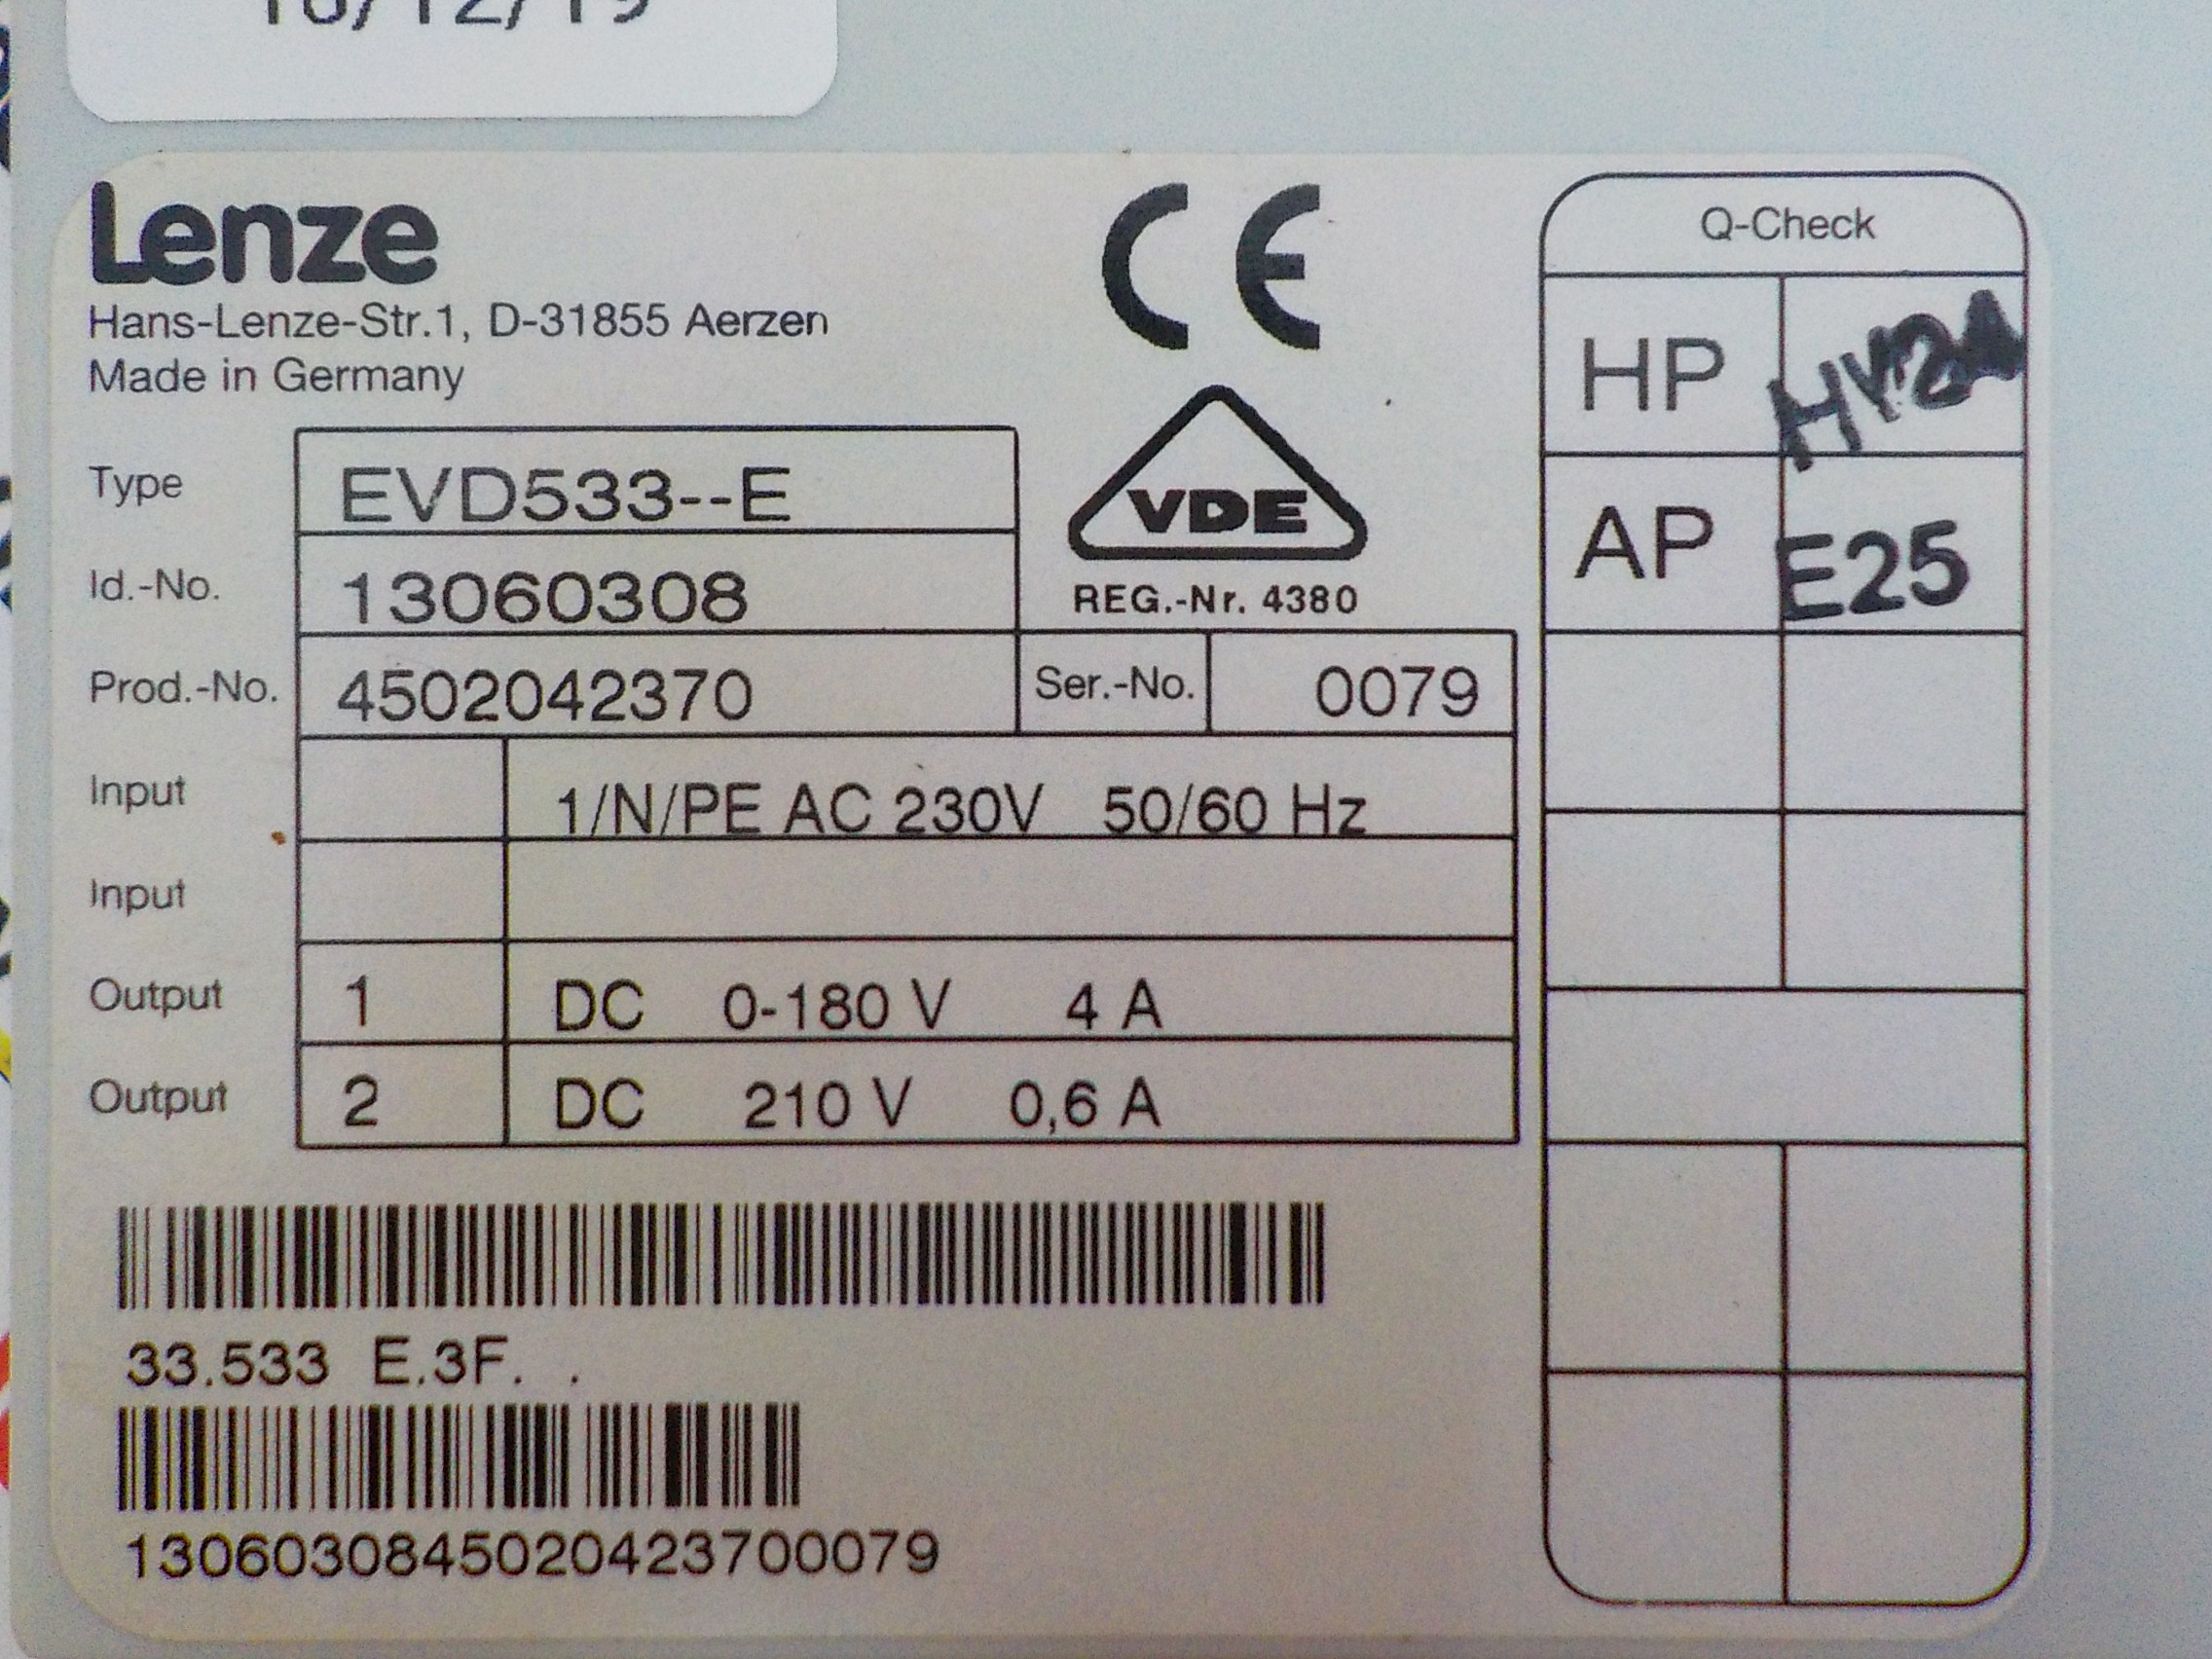 Lenze
Hans-Lenze-Str.1, D-31855 Aerzen
Made in Germany
CE
VDE
REG.-Nr. 4380
Type EVD533--E
Id.-No. 13060308
Prod.-No. 4502042370 Ser.-No. 0079
Input 1/N/PE AC 230V 50/60 Hz
Input
Output 1 DC 0-180 V 4 A
Output 2 DC 210 V 0,6 A
33.533 E.3F. .
1306030845020423700079
Q-Check
HP
AP E25